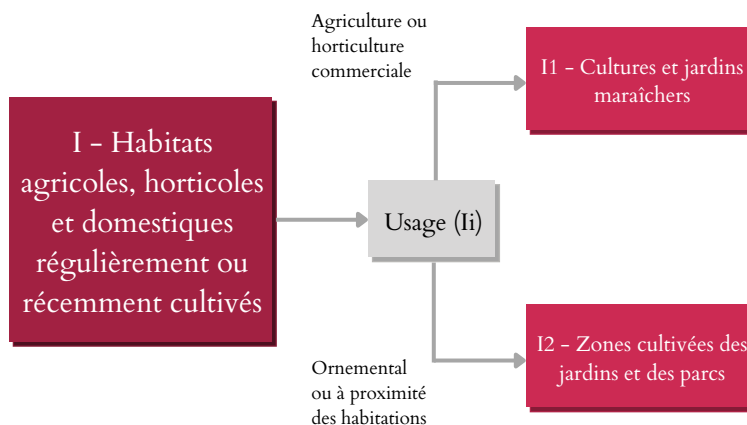 I - Habitats
agricoles, horticoles
et domestiques
régulièrement ou
récemment cultivés
Usage (Ii)
Agriculture ou
horticulture
commerciale
I1 - Cultures et jardins
maraîchers
Ornemental
ou à proximité
des habitations
I2 - Zones cultivées des
jardins et des parcs